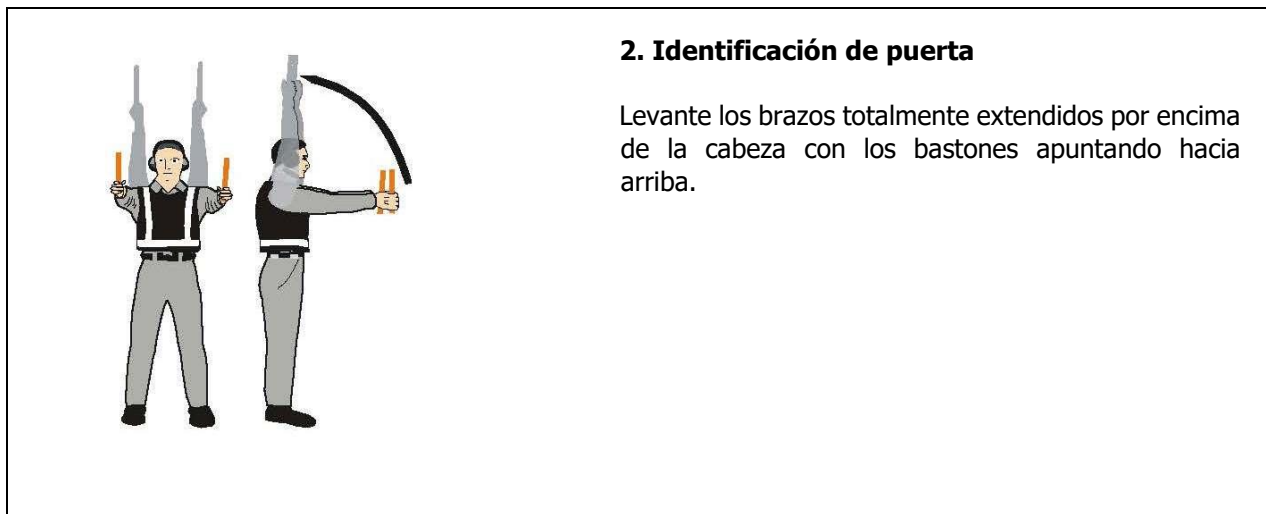 2. Identificación de puerta
Levante los brazos totalmente extendidos por encima
de la cabeza con los bastones apuntando hacia
arriba.